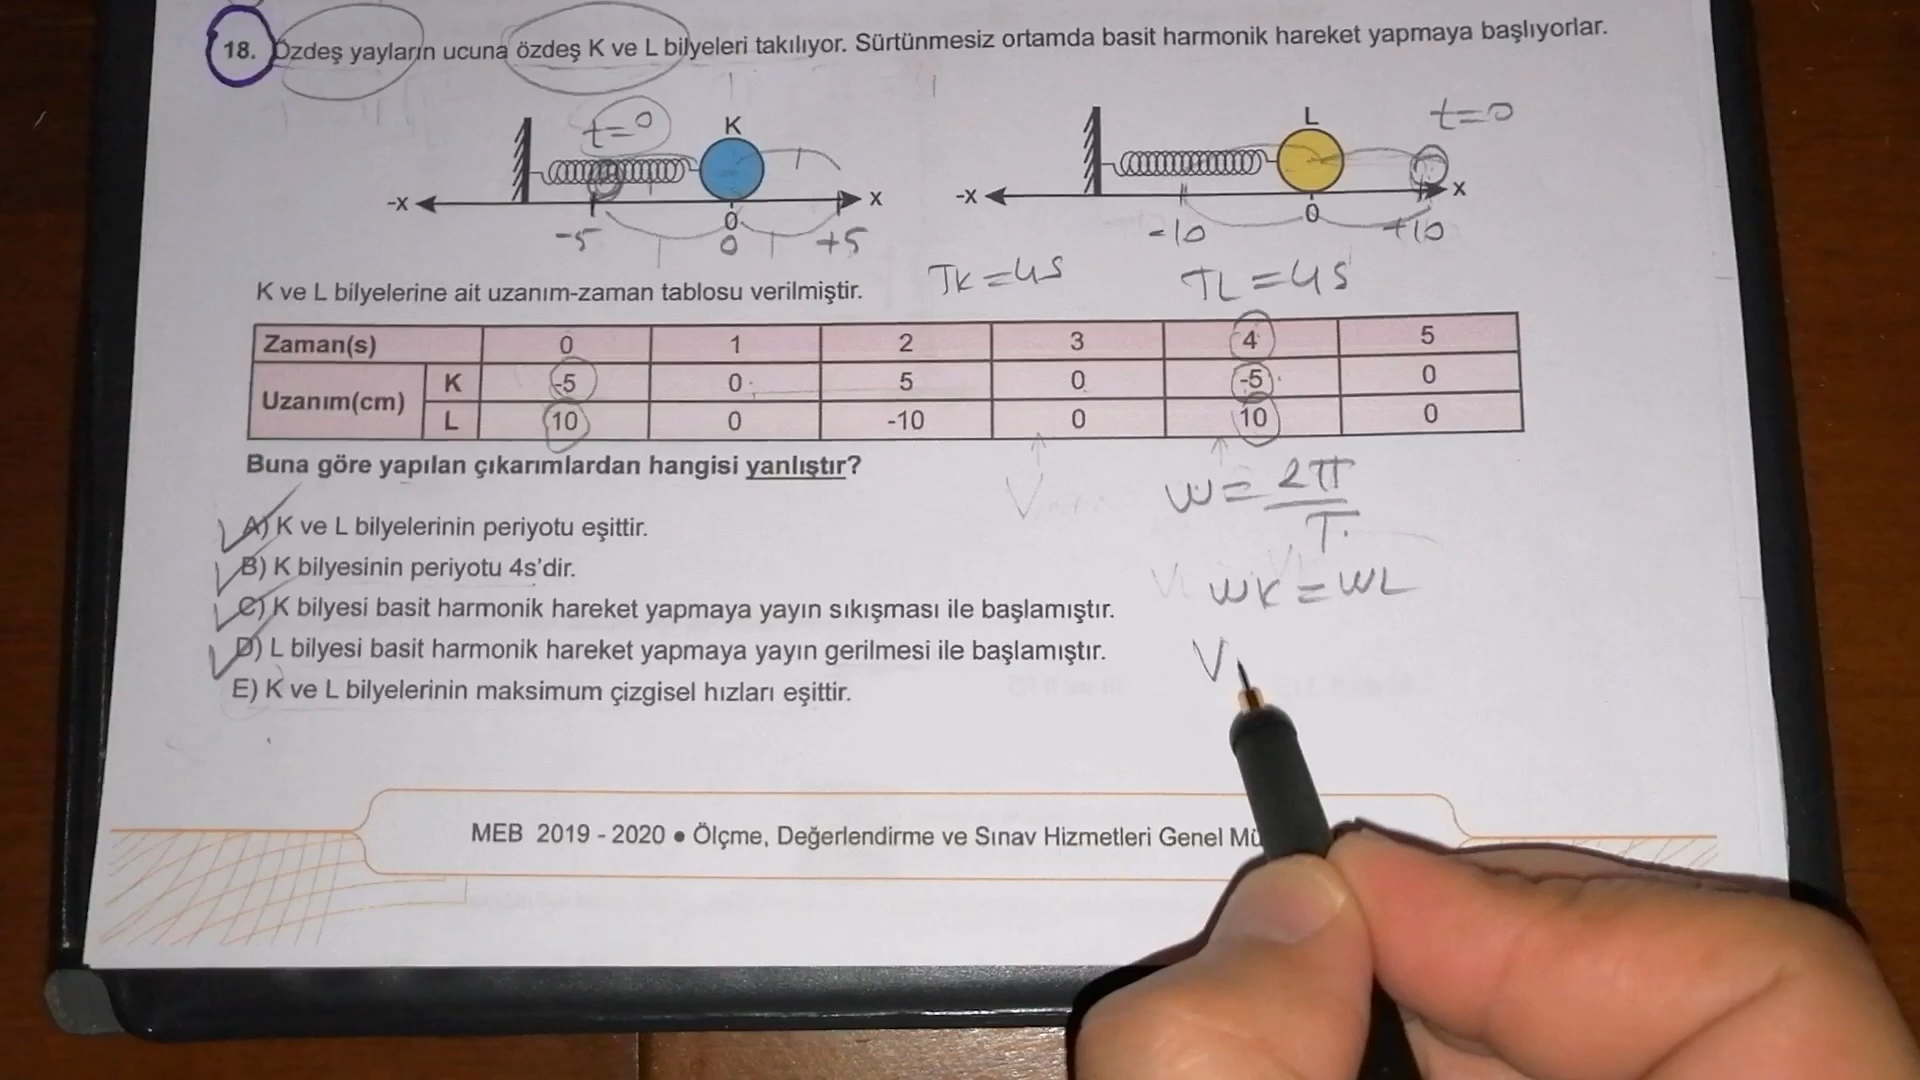 18. Özdeş yayların ucuna özdeş K ve L bilyeleri takılıyor. Sürtünmesiz ortamda basit harmonik hareket yapmaya başlıyorlar.
t=0 K L t=0
-x x -x x
0 0
-5 0 +5 -10 +10
TK=4s TL=4s
K ve L bilyelerine ait uzanım-zaman tablosu verilmiştir.
Zaman(s) 0 1 2 3 4 5
Uzanım(cm) K -5 0 5 0 -5 0
L 10 0 -10 0 10 0
Buna göre yapılan çıkarımlardan hangisi yanlıştır?
w=2π/T
A) K ve L bilyelerinin periyotu eşittir.
B) K bilyesinin periyotu 4s'dir.
wK=wL
C) K bilyesi basit harmonik hareket yapmaya yayın sıkışması ile başlamıştır.
D) L bilyesi basit harmonik hareket yapmaya yayın gerilmesi ile başlamıştır.
V
E) K ve L bilyelerinin maksimum çizgisel hızları eşittir.
MEB 2019 - 2020 ● Ölçme, Değerlendirme ve Sınav Hizmetleri Genel Mü